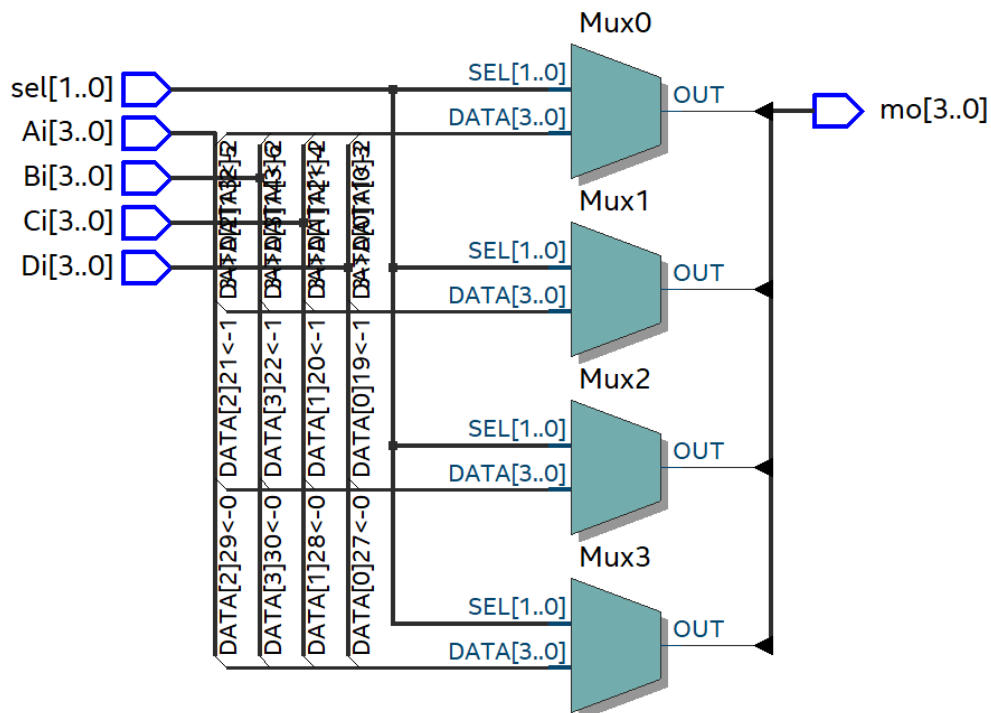 Mux0
sel[1..0]
SEL[1..0]
OUT
mo[3..0]
Ai[3..0]
DATA[3..0]
Bi[3..0]
Ci[3..0]
Mux1
Di[3..0]
SEL[1..0]
OUT
DATA[3..0]
Mux2
DATA[2]21<-1
DATA[3]22<-1
DATA[1]20<-1
DATA[0]19<-1
SEL[1..0]
OUT
DATA[3..0]
Mux3
DATA[2]29<-0
DATA[3]30<-0
DATA[1]28<-0
DATA[0]27<-0
SEL[1..0]
OUT
DATA[3..0]